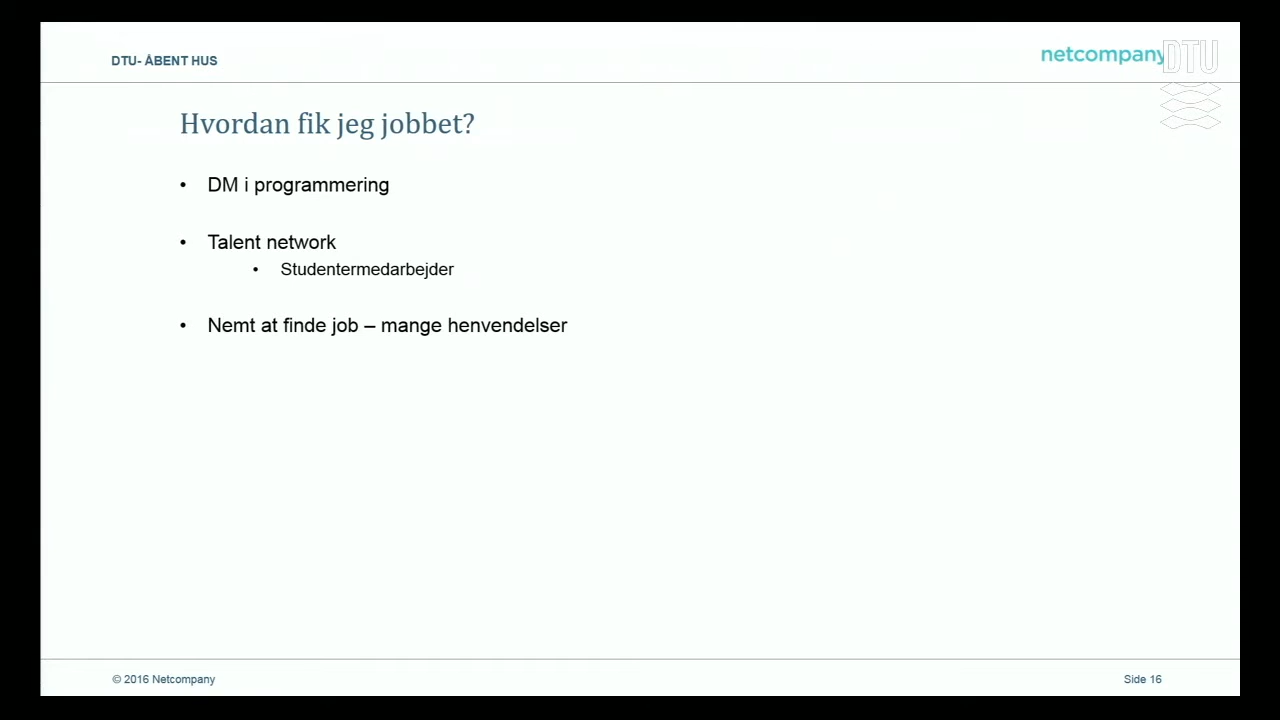 DTU- ÅBENT HUS
netcompany
DTU
Hvordan fik jeg jobbet?
• DM i programmering
• Talent network
• Studentermedarbejder
• Nemt at finde job – mange henvendelser
© 2016 Netcompany
Side 16